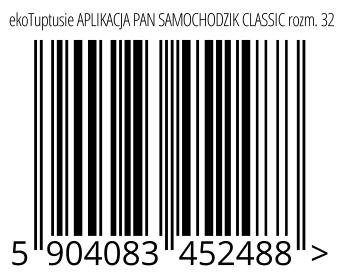 ekoTuptusie APLIKACJA PAN SAMOCHODZIK CLASSIC rozm. 32
5 904083 452488 >